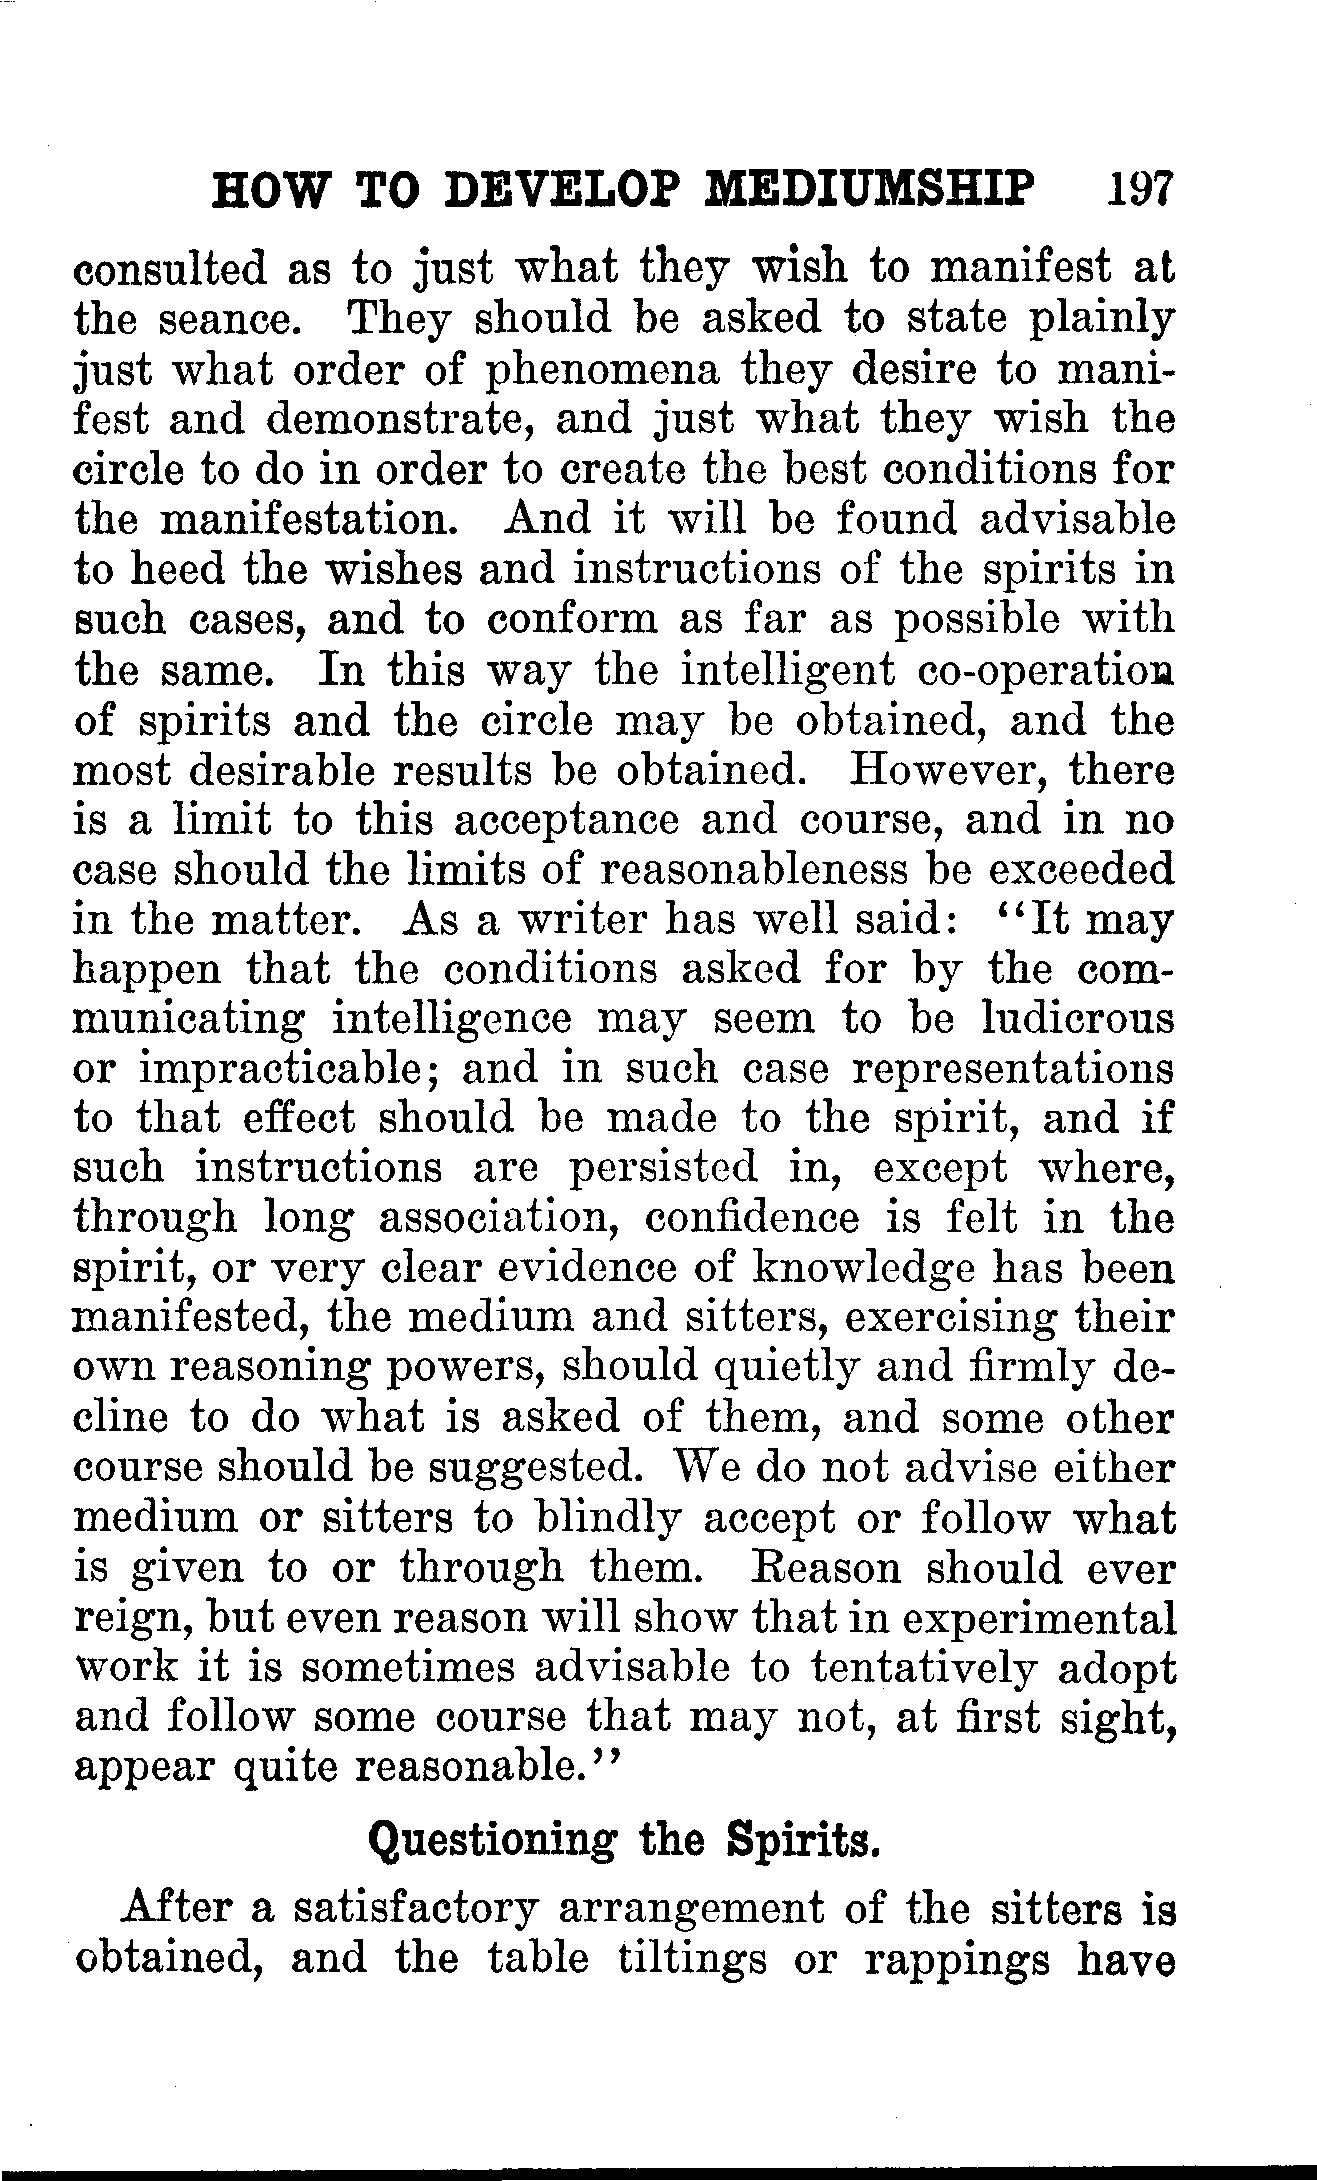 HOW TO DEVELOP MEDIUMSHIP 197
consulted as to just what they wish to manifest at
the seance. They should be asked to state plainly
just what order of phenomena they desire to mani-
fest and demonstrate, and just what they wish the
circle to do in order to create the best conditions for
the manifestation. And it will be found advisable
to heed the wishes and instructions of the spirits in
such cases, and to conform as far as possible with
the same. In this way the intelligent co-operation
of spirits and the circle may be obtained, and the
most desirable results be obtained. However, there
is a limit to this acceptance and course, and in no
case should the limits of reasonableness be exceeded
in the matter. As a writer has well said: "It may
happen that the conditions asked for by the com-
municating intelligence may seem to be ludicrous
or impracticable; and in such case representations
to that effect should be made to the spirit, and if
such instructions are persisted in, except where,
through long association, confidence is felt in the
spirit, or very clear evidence of knowledge has been
manifested, the medium and sitters, exercising their
own reasoning powers, should quietly and firmly de-
cline to do what is asked of them, and some other
course should be suggested. We do not advise either
medium or sitters to blindly accept or follow what
is given to or through them. Reason should ever
reign, but even reason will show that in experimental
work it is sometimes advisable to tentatively adopt
and follow some course that may not, at first sight,
appear quite reasonable."
Questioning the Spirits.
After a satisfactory arrangement of the sitters is
obtained, and the table tiltings or rappings have